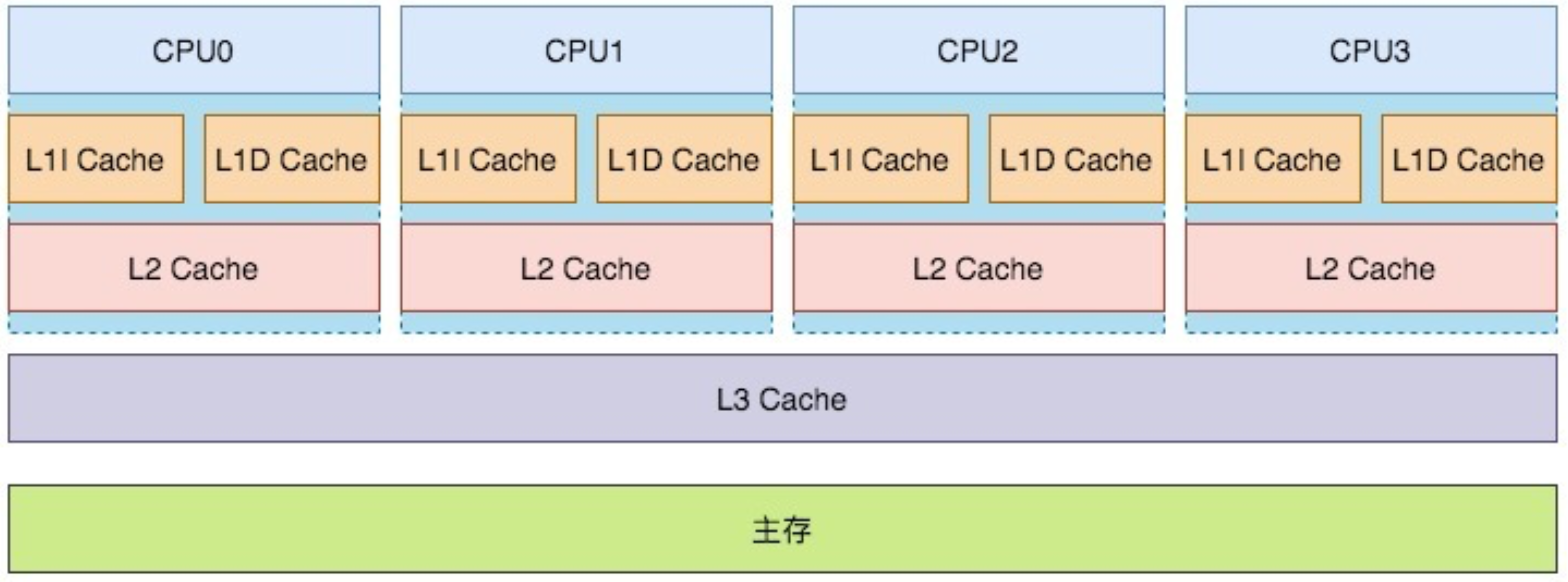 CPU0
CPU1
CPU2
CPU3
L1I Cache
L1D Cache
L1I Cache
L1D Cache
L1I Cache
L1D Cache
L1I Cache
L1D Cache
L2 Cache
L2 Cache
L2 Cache
L2 Cache
L3 Cache
主存